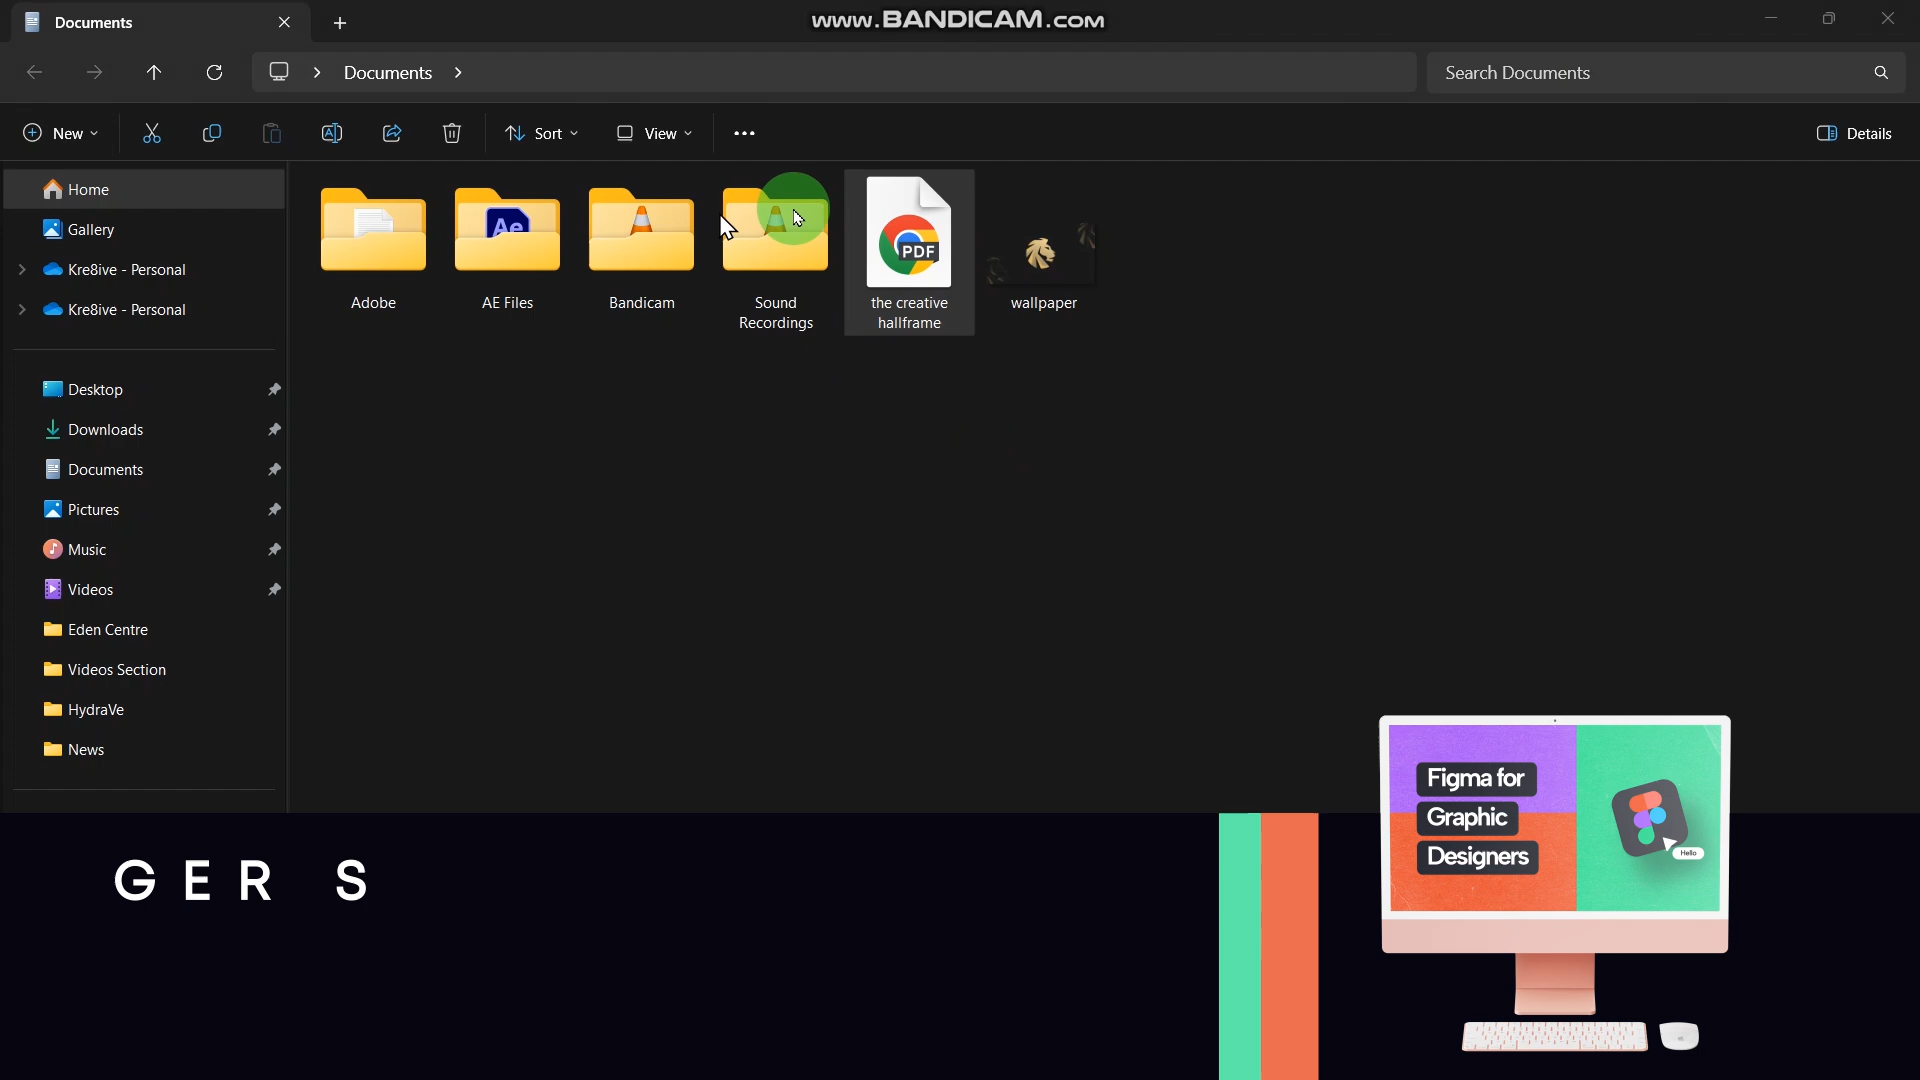 Documents
www.BANDICAM.com
Documents
Search Documents
New
Sort
View
Details
Home
Gallery
Kre8ive - Personal
Kre8ive - Personal
Desktop
Downloads
Documents
Pictures
Music
Videos
Eden Centre
Videos Section
HydraVe
News
Ae
PDF
Adobe
AE Files
Bandicam
Sound
Recordings
the creative
hallframe
wallpaper
G E R S
Figma for
Graphic
Designers
Hello